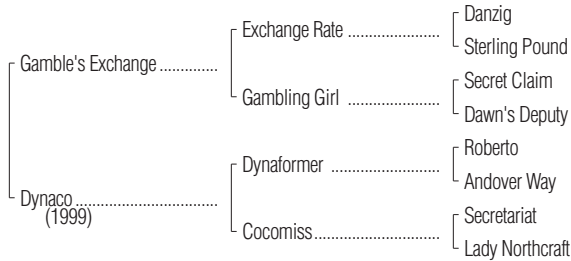 Danzig
Exchange Rate ......................
Sterling Pound
Gamble's Exchange ..............
Secret Claim
Gambling Girl ......................
Dawn's Deputy
Roberto
Dynaformer ..........................
Andover Way
Dynaco ...................................
(1999)
Secretariat
Cocomiss..............................
Lady Northcraft